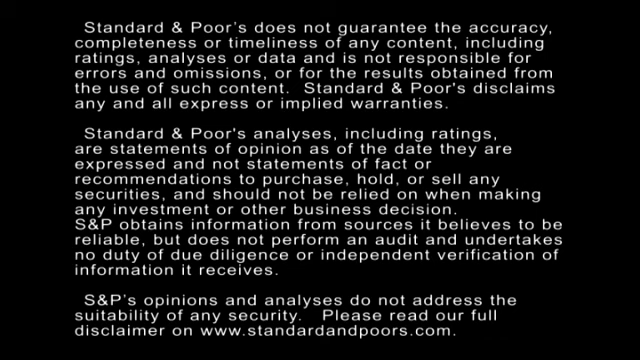 Standard & Poor's does not guarantee the accuracy,
completeness or timeliness of any content, including
ratings, analyses or data and is not responsible for
errors and omissions, or for the results obtained from
the use of such content.  Standard & Poor's disclaims
any and all express or implied warranties.
Standard & Poor's analyses, including ratings,
are statements of opinion as of the date they are
expressed and not statements of fact or
recommendations to purchase, hold, or sell any
securities, and should not be relied on when making
any investment or other business decision.
S&P obtains information from sources it believes to be
reliable, but does not perform an audit and undertakes
no duty of due diligence or independent verification of
information it receives.
S&P's opinions and analyses do not address the
suitability of any security.   Please read our full
disclaimer on www.standardandpoors.com.